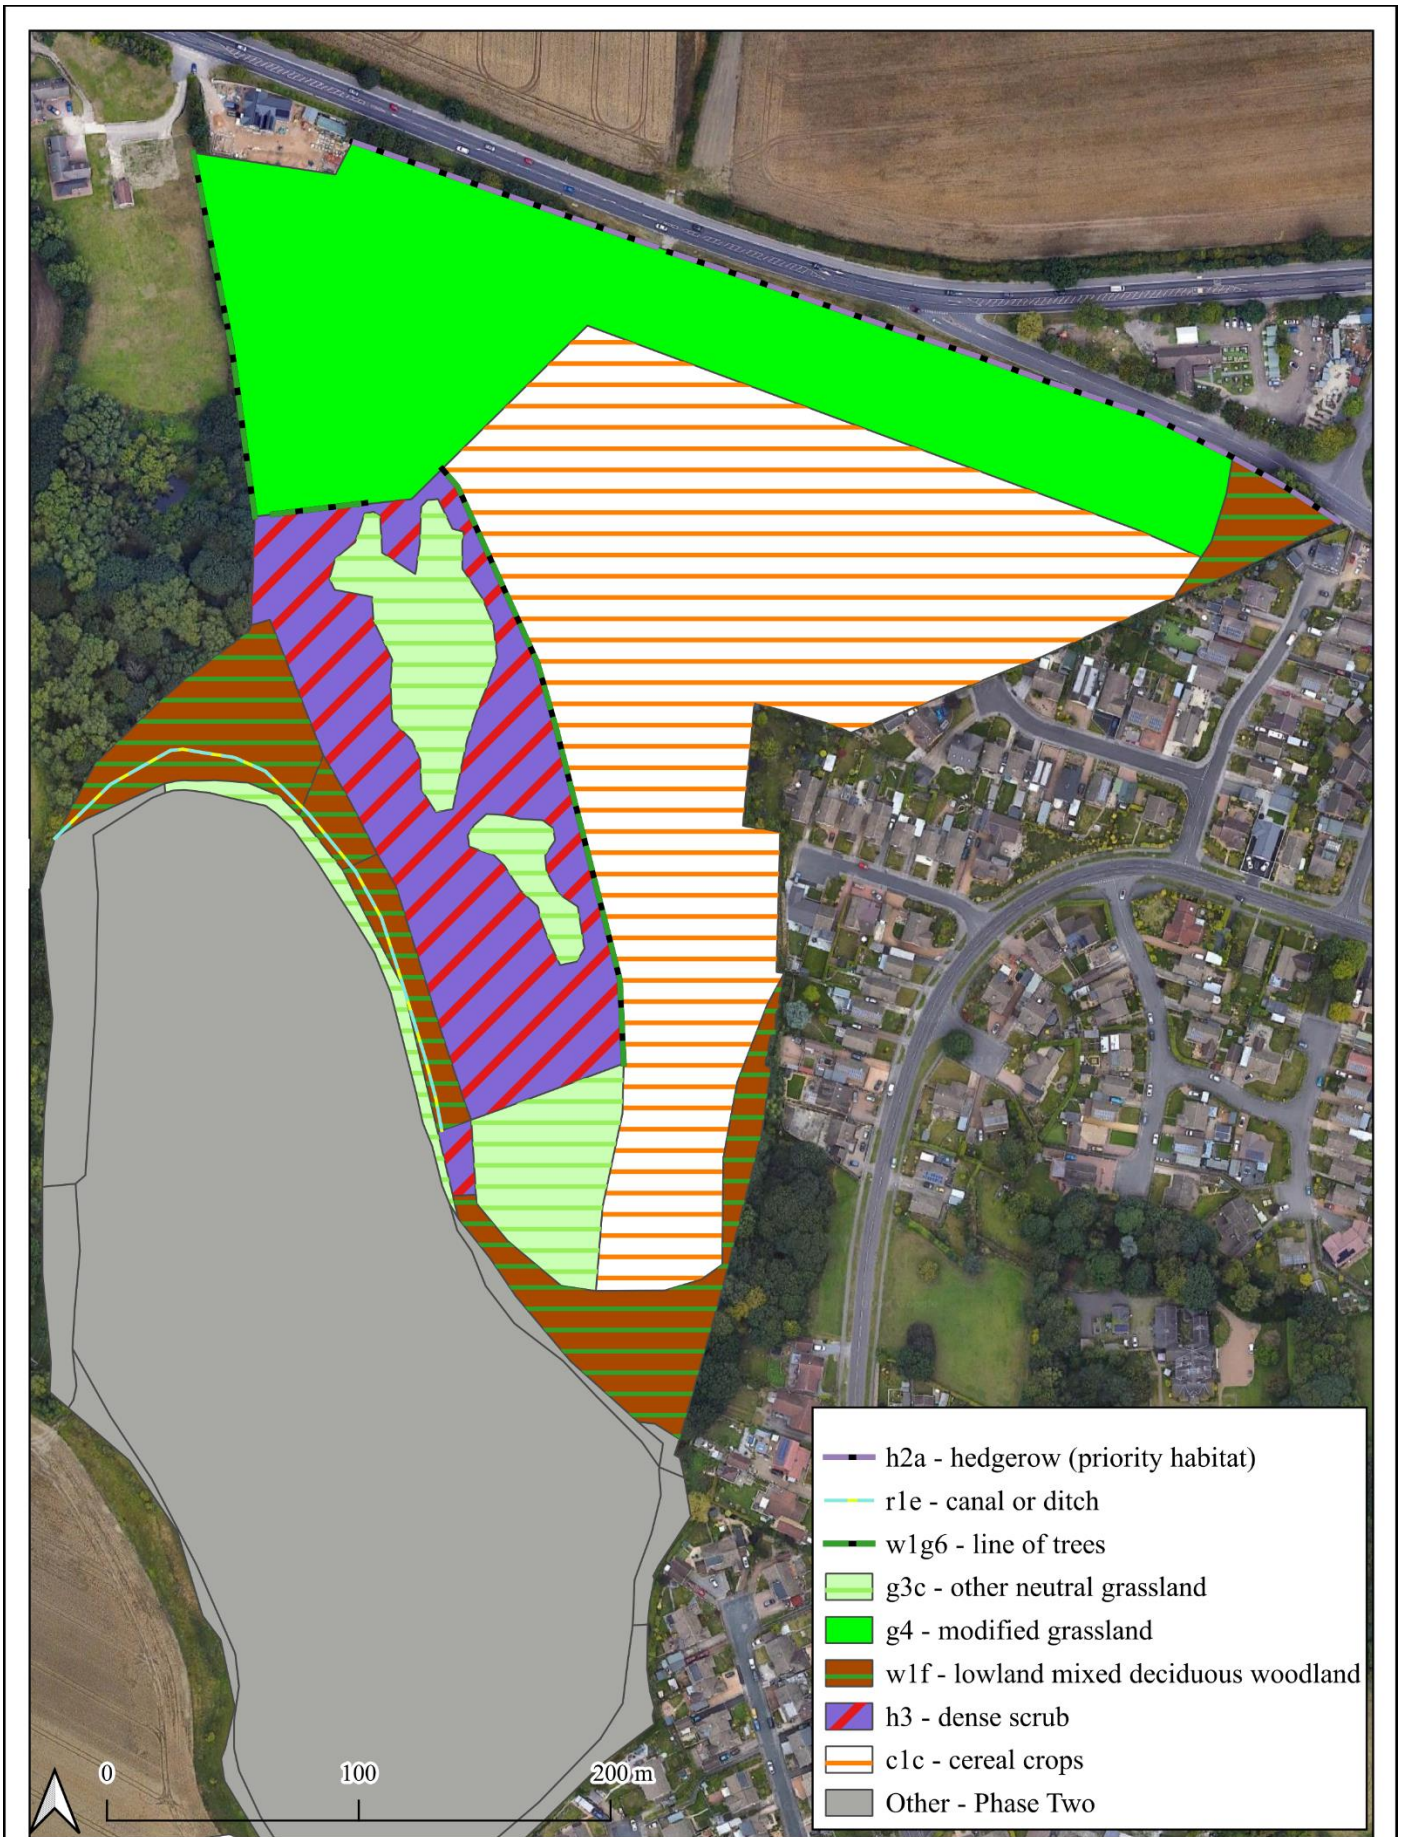 h2a - hedgerow (priority habitat)
r1e - canal or ditch
w1g6 - line of trees
g3c - other neutral grassland
g4 - modified grassland
w1f - lowland mixed deciduous woodland
h3 - dense scrub
c1c - cereal crops
Other - Phase Two
0 100 200 m